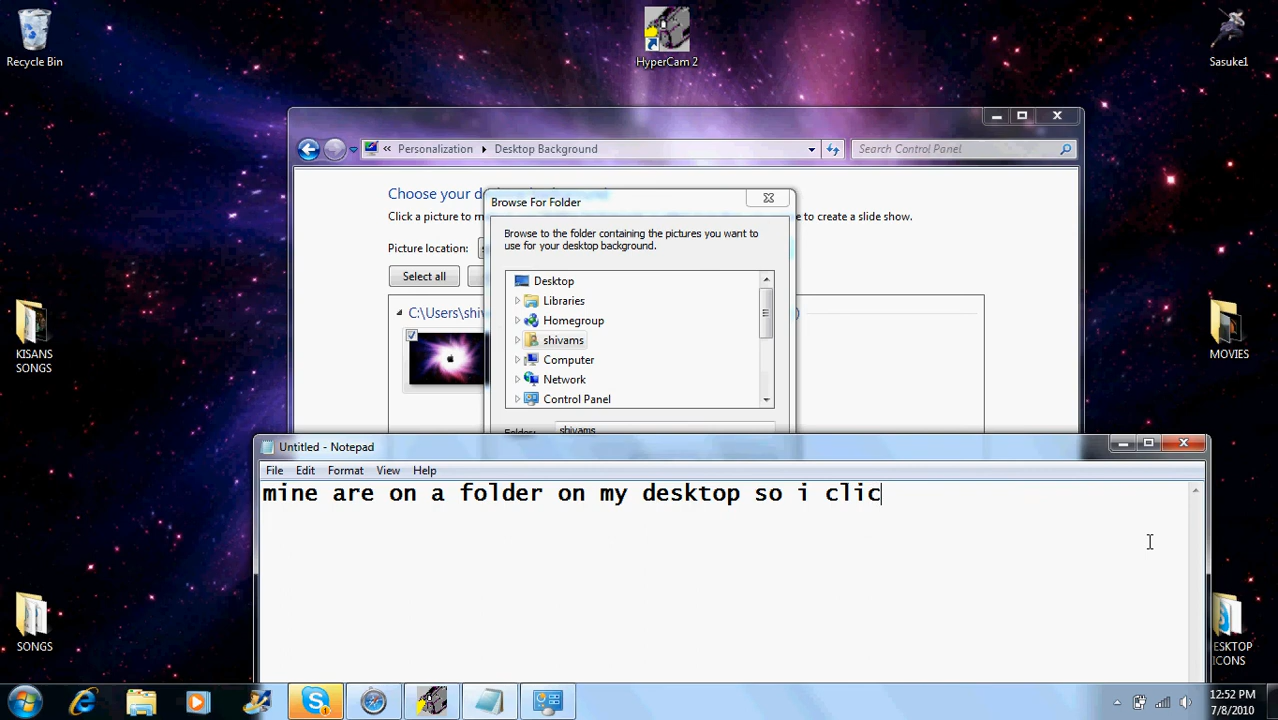 Recycle Bin
HyperCam 2
Sasuke1
Personalization
Desktop Background
Search Control Panel
Choose your d
Click a picture to m
e to create a slide show.
Browse For Folder
Browse to the folder containing the pictures you want to
use for your desktop background.
Picture location:
Select all
C:\Users\shiv
Desktop
Libraries
Homegroup
shivams
Computer
Network
Control Panel
Folder:
shivams
KISANS
SONGS
MOVIES
Untitled - Notepad
File Edit Format View Help
mine are on a folder on my desktop so i clic
SONGS
ESKTOP
ICONS
12:52 PM
7/8/2010